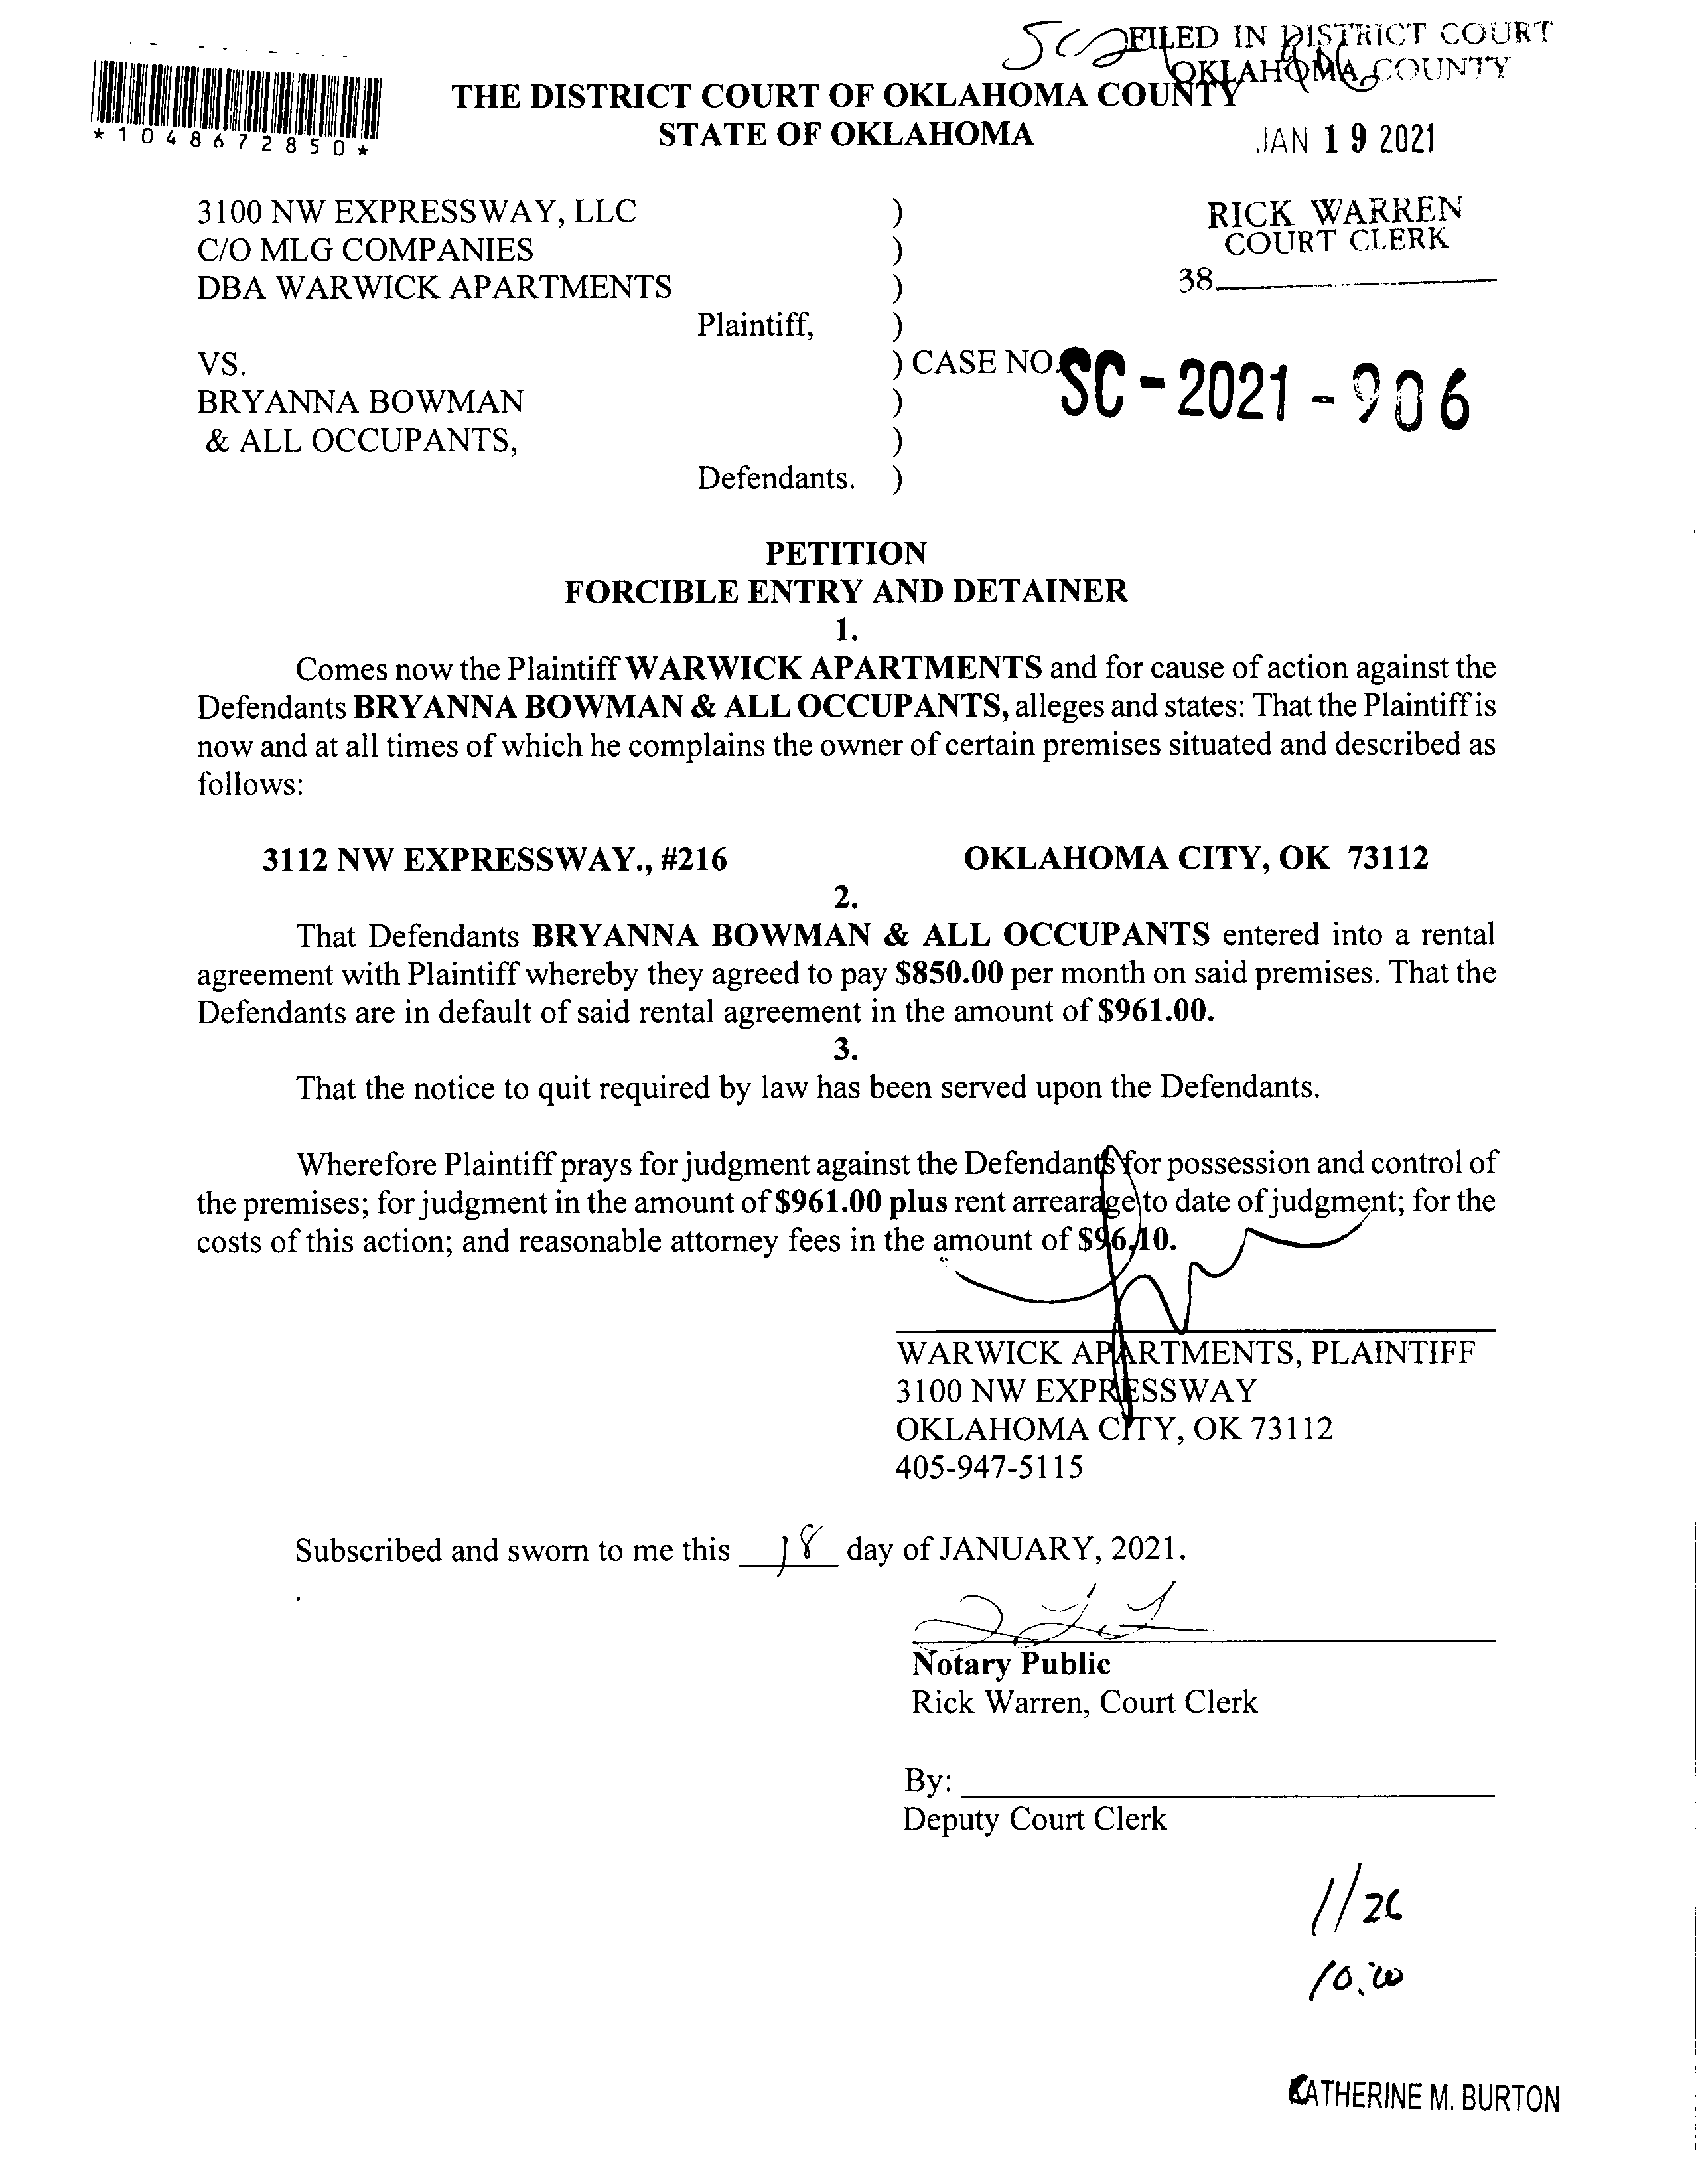 FILED IN DISTRICT COURT
OKLAHOMA COUNTY
*1048672850*
THE DISTRICT COURT OF OKLAHOMA COUNTY
STATE OF OKLAHOMA
JAN 19 2021
3100 NW EXPRESSWAY, LLC )
C/O MLG COMPANIES )
DBA WARWICK APARTMENTS )
Plaintiff, )
RICK WARREN
COURT CLERK
38
VS. ) CASE NO. SC-2021-906
BRYANNA BOWMAN )
& ALL OCCUPANTS, )
Defendants. )
PETITION
FORCIBLE ENTRY AND DETAINER
1.
Comes now the Plaintiff WARWICK APARTMENTS and for cause of action against the
Defendants BRYANNA BOWMAN & ALL OCCUPANTS, alleges and states: That the Plaintiff is
now and at all times of which he complains the owner of certain premises situated and described as
follows:
3112 NW EXPRESSWAY., #216 OKLAHOMA CITY, OK 73112
2.
That Defendants BRYANNA BOWMAN & ALL OCCUPANTS entered into a rental
agreement with Plaintiff whereby they agreed to pay $850.00 per month on said premises. That the
Defendants are in default of said rental agreement in the amount of $961.00.
3.
That the notice to quit required by law has been served upon the Defendants.
Wherefore Plaintiff prays for judgment against the Defendants for possession and control of
the premises; for judgment in the amount of $961.00 plus rent arrearage to date of judgment; for the
costs of this action; and reasonable attorney fees in the amount of $96.10.
WARWICK APARTMENTS, PLAINTIFF
3100 NW EXPRESSWAY
OKLAHOMA CITY, OK 73112
405-947-5115
Subscribed and sworn to me this 18 day of JANUARY, 2021.
Notary Public
Rick Warren, Court Clerk
By:
Deputy Court Clerk
1/26
10:00
KATHERINE M. BURTON